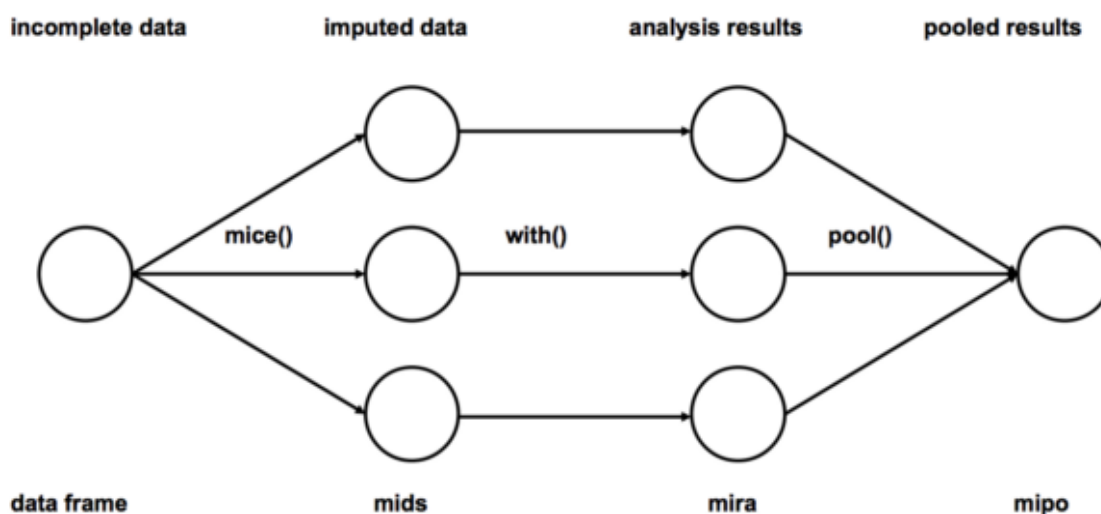 incomplete data imputed data analysis results pooled results
mice() with() pool()
data frame mids mira mipo